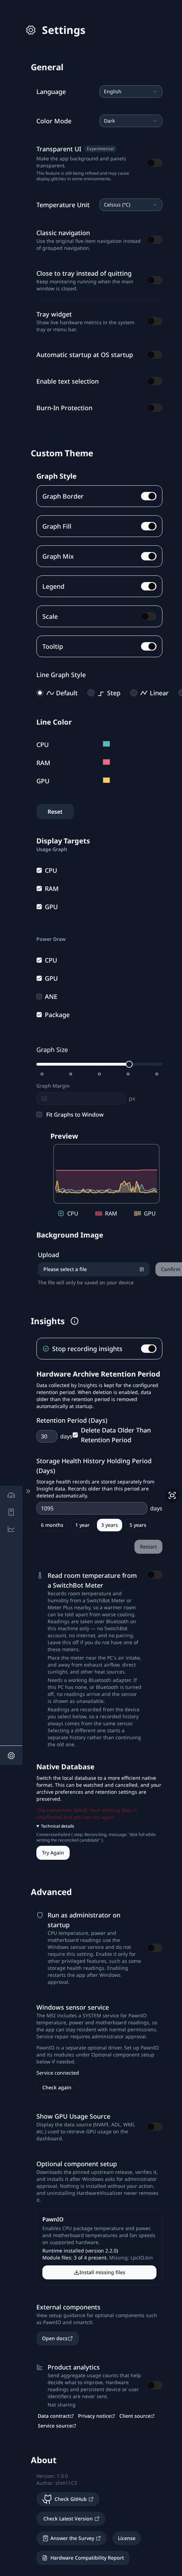 Settings
General
Language
English
Color Mode
Dark
Transparent UI
Experimental
Make the app background and panels
transparent.
This feature is still being refined and may cause
display glitches in some environments.
Temperature Unit
Celsius (°C)
Classic navigation
Use the original five-item navigation instead
of grouped navigation.
Close to tray instead of quitting
Keep monitoring running when the main
window is closed.
Tray widget
Show live hardware metrics in the system
tray or menu bar.
Automatic startup at OS startup
Enable text selection
Burn-In Protection
Custom Theme
Graph Style
Graph Border
Graph Fill
Graph Mix
Legend
Scale
Tooltip
Line Graph Style
Default
Step
Linear
Line Color
CPU
RAM
GPU
Reset
Display Targets
Usage Graph
CPU
RAM
GPU
Power Draw
CPU
GPU
ANE
Package
Graph Size
Graph Margin
32
px
Fit Graphs to Window
Preview
CPU
RAM
GPU
Background Image
Upload
Please select a file
Confirm
The file will only be saved on your device
Insights
Stop recording insights
Hardware Archive Retention Period
Data collected by Insights is kept for the configured
retention period. When deletion is enabled, data
older than the retention period is removed
automatically at startup.
Retention Period (Days)
30
days
Delete Data Older Than
Retention Period
Storage Health History Holding Period
(Days)
Storage health records are stored separately from
Insight data. Records older than this period are
deleted automatically.
1095
days
6 months
1 year
3 years
5 years
Restart
Read room temperature from
a SwitchBot Meter
Records room temperature and
humidity from a SwitchBot Meter or
Meter Plus nearby, so a warm room
can be told apart from worse cooling.
Readings are taken over Bluetooth on
this machine only — no SwitchBot
account, no internet, and no pairing.
Leave this off if you do not have one of
these meters.
Place the meter near the PC's air intake,
and away from exhaust airflow, direct
sunlight, and other heat sources.
Needs a working Bluetooth adapter. If
this PC has none, or Bluetooth is turned
off, no readings arrive and the sensor
is shown as unavailable.
Readings are recorded from the device
you select below, so a recorded history
always comes from the same sensor.
Selecting a different one starts a
separate history rather than continuing
the old one.
Native Database
Switch the local database to a more efficient native
format. This can be watched and cancelled, and your
archive preferences and retention settings are
preserved.
Technical details
Try Again
Advanced
Run as administrator on
startup
CPU temperature, power and
motherboard readings use the
Windows sensor service and do not
require this setting. Enable it only for
other privileged features, such as some
storage health readings. Enabling
restarts the app after Windows
approval.
Windows sensor service
The MSI includes a SYSTEM service for PawnIO
temperature, power and motherboard readings, so
the app can stay resident with normal permissions.
Service repair requires administrator approval.
PawnIO is a separate optional driver. Set up PawnIO
and its modules under Optional component setup
below if needed.
Service connected
Check again
Show GPU Usage Source
Display the data source (NVAPI, ADL, WMI,
etc.) used to retrieve GPU usage on the
dashboard.
Optional component setup
Downloads the pinned upstream release, verifies it,
and installs it after Windows administrator
approval. Nothing is installed without your action,
and uninstalling HardwareVisualizer never removes
it.
PawnIO
Enables CPU package temperature and power,
and motherboard temperatures and fan speeds
on supported hardware.
Runtime installed (version 2.2.0)
Module files: 3 of 4 present. Missing: LpcIO.bin
Install missing files
External components
View setup guidance for optional components such
as PawnIO and smartctl.
Open docs
Product analytics
Send aggregate usage counts that help
decide what to improve. Hardware
readings and persistent device or user
identifiers are never sent.
Not sharing
Data contract
Privacy notice
Client source
Service source
About
Version: 1.9.0
Author: shm11C3
Check GitHub
Check Latest Version
Answer the Survey
License
Hardware Compatibility Report